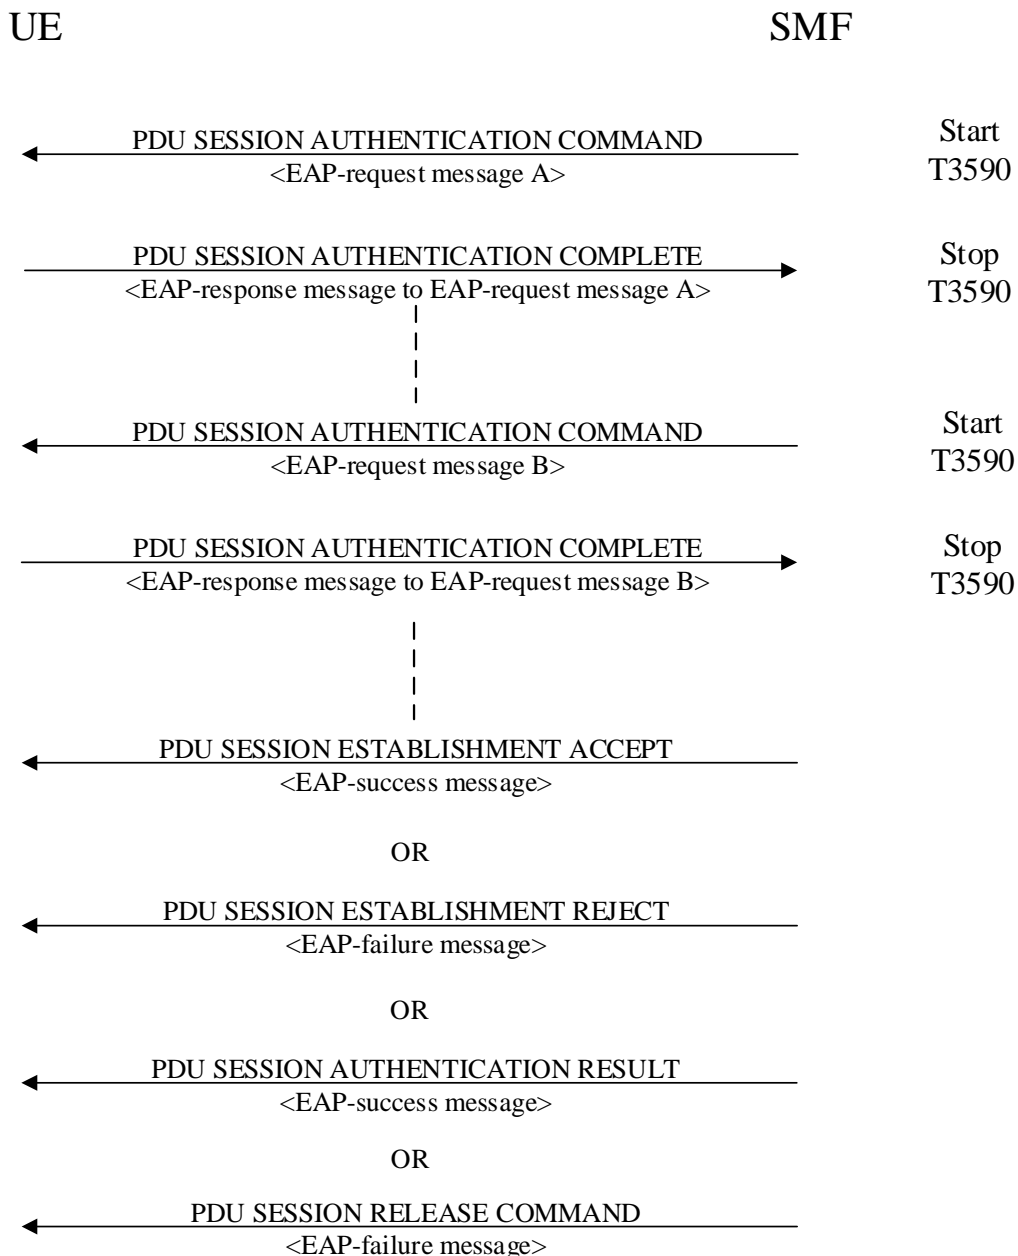 UE SMF
PDU SESSION AUTHENTICATION COMMAND
<EAP-request message A>
Start
T3590
PDU SESSION AUTHENTICATION COMPLETE
<EAP-response message to EAP-request message A>
Stop
T3590
PDU SESSION AUTHENTICATION COMMAND
<EAP-request message B>
Start
T3590
PDU SESSION AUTHENTICATION COMPLETE
<EAP-response message to EAP-request message B>
Stop
T3590
PDU SESSION ESTABLISHMENT ACCEPT
<EAP-success message>
OR
PDU SESSION ESTABLISHMENT REJECT
<EAP-failure message>
OR
PDU SESSION AUTHENTICATION RESULT
<EAP-success message>
OR
PDU SESSION RELEASE COMMAND
<EAP-failure message>